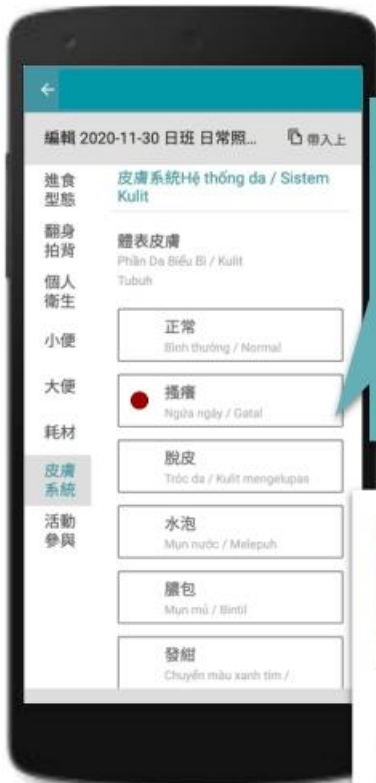 編輯 2020-11-30 日班 日常照... 帶入上
進食
型態
翻身
拍背
個人
衛生
小便
大便
耗材
皮膚
系統
活動
參與
皮膚系統Hệ thống da / Sistem
Kulit
體表皮膚
Phần Da Biểu Bì / Kulit
Tubuh
正常
Bình thường / Normal
搔癢
Ngứa ngáy / Gatal
脫皮
Tróc da / Kulit mengelupas
水泡
Mụn nước / Melepuh
膿包
Mụn mủ / Bintil
發紺
Chuyển màu xanh tím /